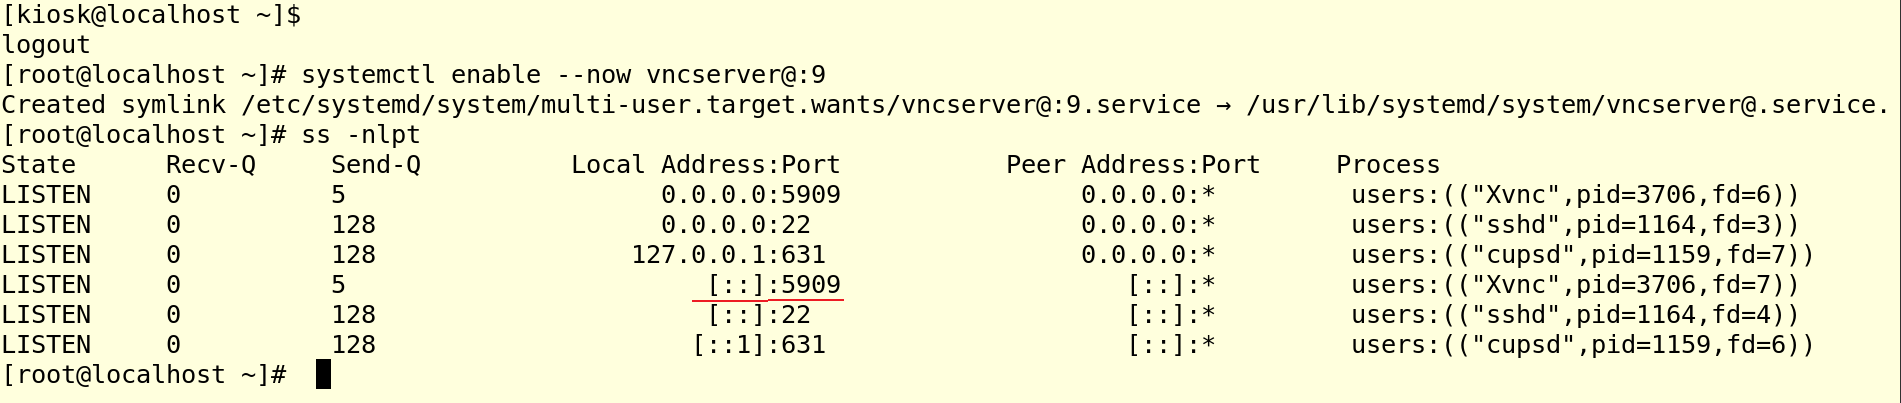 [kiosk@localhost ~]$
logout
[root@localhost ~]# systemctl enable --now vncserver@:9
Created symlink /etc/systemd/system/multi-user.target.wants/vncserver@:9.service → /usr/lib/systemd/system/vncserver@.service.
[root@localhost ~]# ss -nlpt
State      Recv-Q     Send-Q          Local Address:Port           Peer Address:Port     Process
LISTEN     0          5                     0.0.0.0:5909                0.0.0.0:*         users:(("Xvnc",pid=3706,fd=6))
LISTEN     0          128                   0.0.0.0:22                  0.0.0.0:*         users:(("sshd",pid=1164,fd=3))
LISTEN     0          128                 127.0.0.1:631                 0.0.0.0:*         users:(("cupsd",pid=1159,fd=7))
LISTEN     0          5                        [::]:5909                   [::]:*         users:(("Xvnc",pid=3706,fd=7))
LISTEN     0          128                      [::]:22                     [::]:*         users:(("sshd",pid=1164,fd=4))
LISTEN     0          128                     [::1]:631                    [::]:*         users:(("cupsd",pid=1159,fd=6))
[root@localhost ~]#